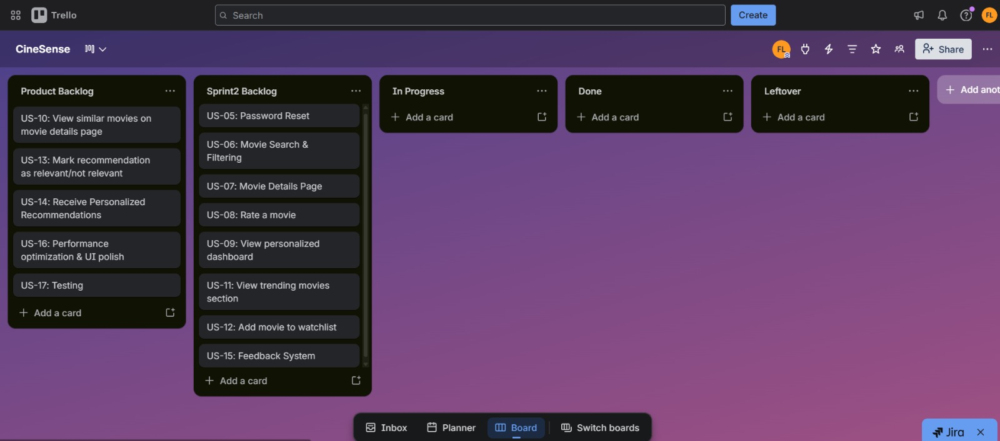 Trello
Search
Create
FL
CineSense
FL
Share
Product Backlog
US-10: View similar movies on
movie details page
US-13: Mark recommendation
as relevant/not relevant
US-14: Receive Personalized
Recommendations
US-16: Performance
optimization & UI polish
US-17: Testing
Add a card
Sprint2 Backlog
US-05: Password Reset
US-06: Movie Search &
Filtering
US-07: Movie Details Page
US-08: Rate a movie
US-09: View personalized
dashboard
US-11: View trending movies
section
US-12: Add movie to watchlist
US-15: Feedback System
Add a card
In Progress
Add a card
Done
Add a card
Leftover
Add a card
Add anot
Inbox
Planner
Board
Switch boards
Jira